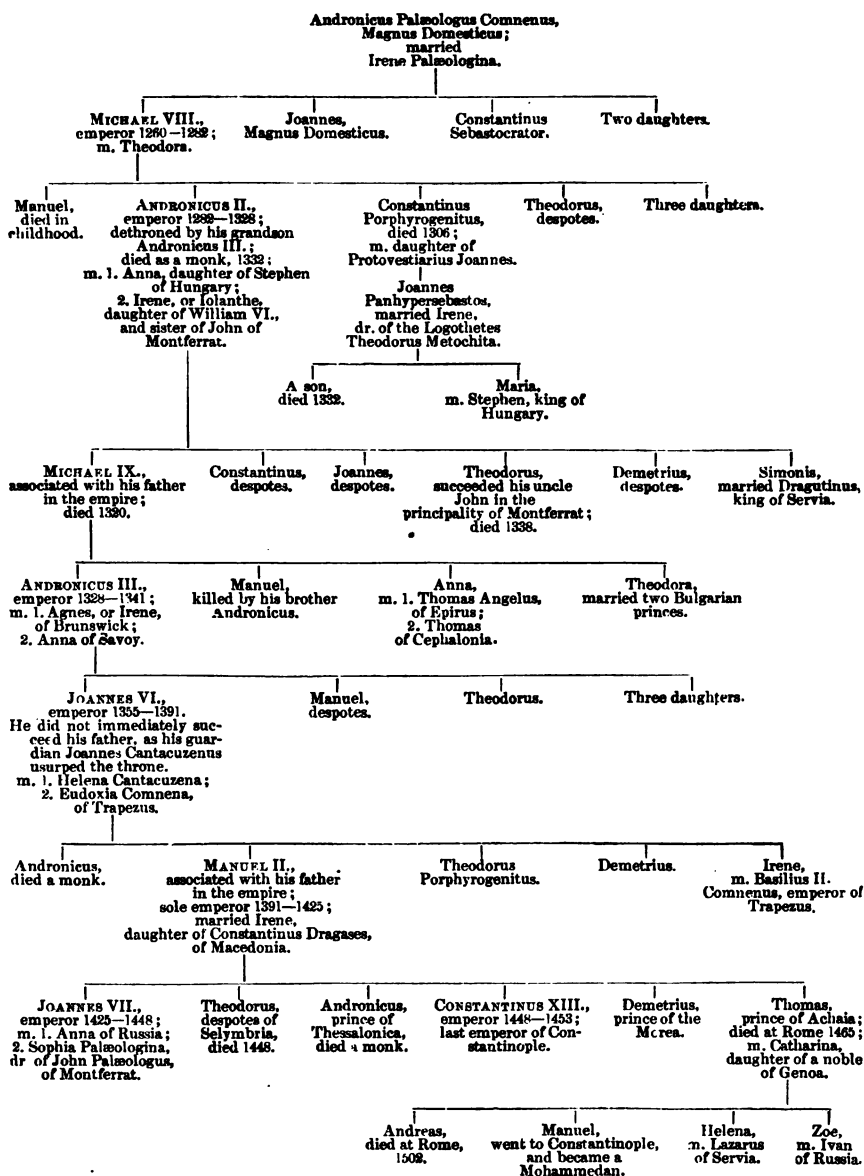 Andronicus Palæologus Comnenus,
Magnus Domesticus;
married
Irene Palæologina.
MICHAEL VIII.,
emperor 1260—1282;
m. Theodora.
Joannes,
Magnus Domesticus.
Constantinus
Sebastocrator.
Two daughters.
Manuel,
died in
childhood.
ANDRONICUS II.,
emperor 1282—1328;
dethroned by his grandson
Andronicus III.;
died as a monk, 1332;
m. 1. Anna, daughter of Stephen
of Hungary;
2. Irene, or Iolanthe,
daughter of William VI.,
and sister of John of
Montferrat.
Constantinus
Porphyrogenitus,
died 1306;
m. daughter of
Protovestiarius Joannes.
Joannes
Panhypersebastos,
married Irene,
dr. of the Logothetes
Theodorus Metochita.
Theodorus,
despotes.
Three daughters.
A son,
died 1332.
Maria,
m. Stephen, king of
Hungary.
MICHAEL IX.,
associated with his father
in the empire;
died 1320.
Constantinus,
despotes.
Joannes,
despotes.
Theodorus,
succeeded his uncle
John in the
principality of Montferrat;
died 1338.
Demetrius,
despotes.
Simonis,
married Dragutinus,
king of Servia.
ANDRONICUS III.,
emperor 1328—1341;
m. 1. Agnes, or Irene,
of Brunswick;
2. Anna of Savoy.
Manuel,
killed by his brother
Andronicus.
Anna,
m. 1. Thomas Angelus,
of Epirus;
2. Thomas
of Cephalonia.
Theodora,
married two Bulgarian
princes.
JOANNES VI.,
emperor 1355—1391.
He did not immediately suc-
ceed his father, as his guar-
dian Joannes Cantacuzenus
usurped the throne.
m. 1. Helena Cantacuzena;
2. Eudoxia Comnena,
of Trapezus.
Manuel,
despotes.
Theodorus.
Three daughters.
Andronicus,
died a monk.
MANUEL II.,
associated with his father
in the empire;
sole emperor 1391—1425;
married Irene,
daughter of Constantinus Dragases,
of Macedonia.
Theodorus
Porphyrogenitus.
Demetrius.
Irene,
m. Basilius II.
Comnenus, emperor of
Trapezus.
JOANNES VII.,
emperor 1425—1448;
m. 1. Anna of Russia;
2. Sophia Palæologina,
dr of John Palæologus,
of Montferrat.
Theodorus,
despotes of
Selymbria,
died 1448.
Andronicus,
prince of
Thessalonica,
died a monk.
CONSTANTINUS XIII.,
emperor 1448—1453;
last emperor of Con-
stantinople.
Demetrius,
prince of the
Morea.
Thomas,
prince of Achaia;
died at Rome 1465;
m. Catharina,
daughter of a noble
of Genoa.
Andreas,
died at Rome,
1502.
Manuel,
went to Constantinople,
and became a
Mohammedan.
Helena,
m. Lazarus
of Servia.
Zoe,
m. Ivan
of Russia.